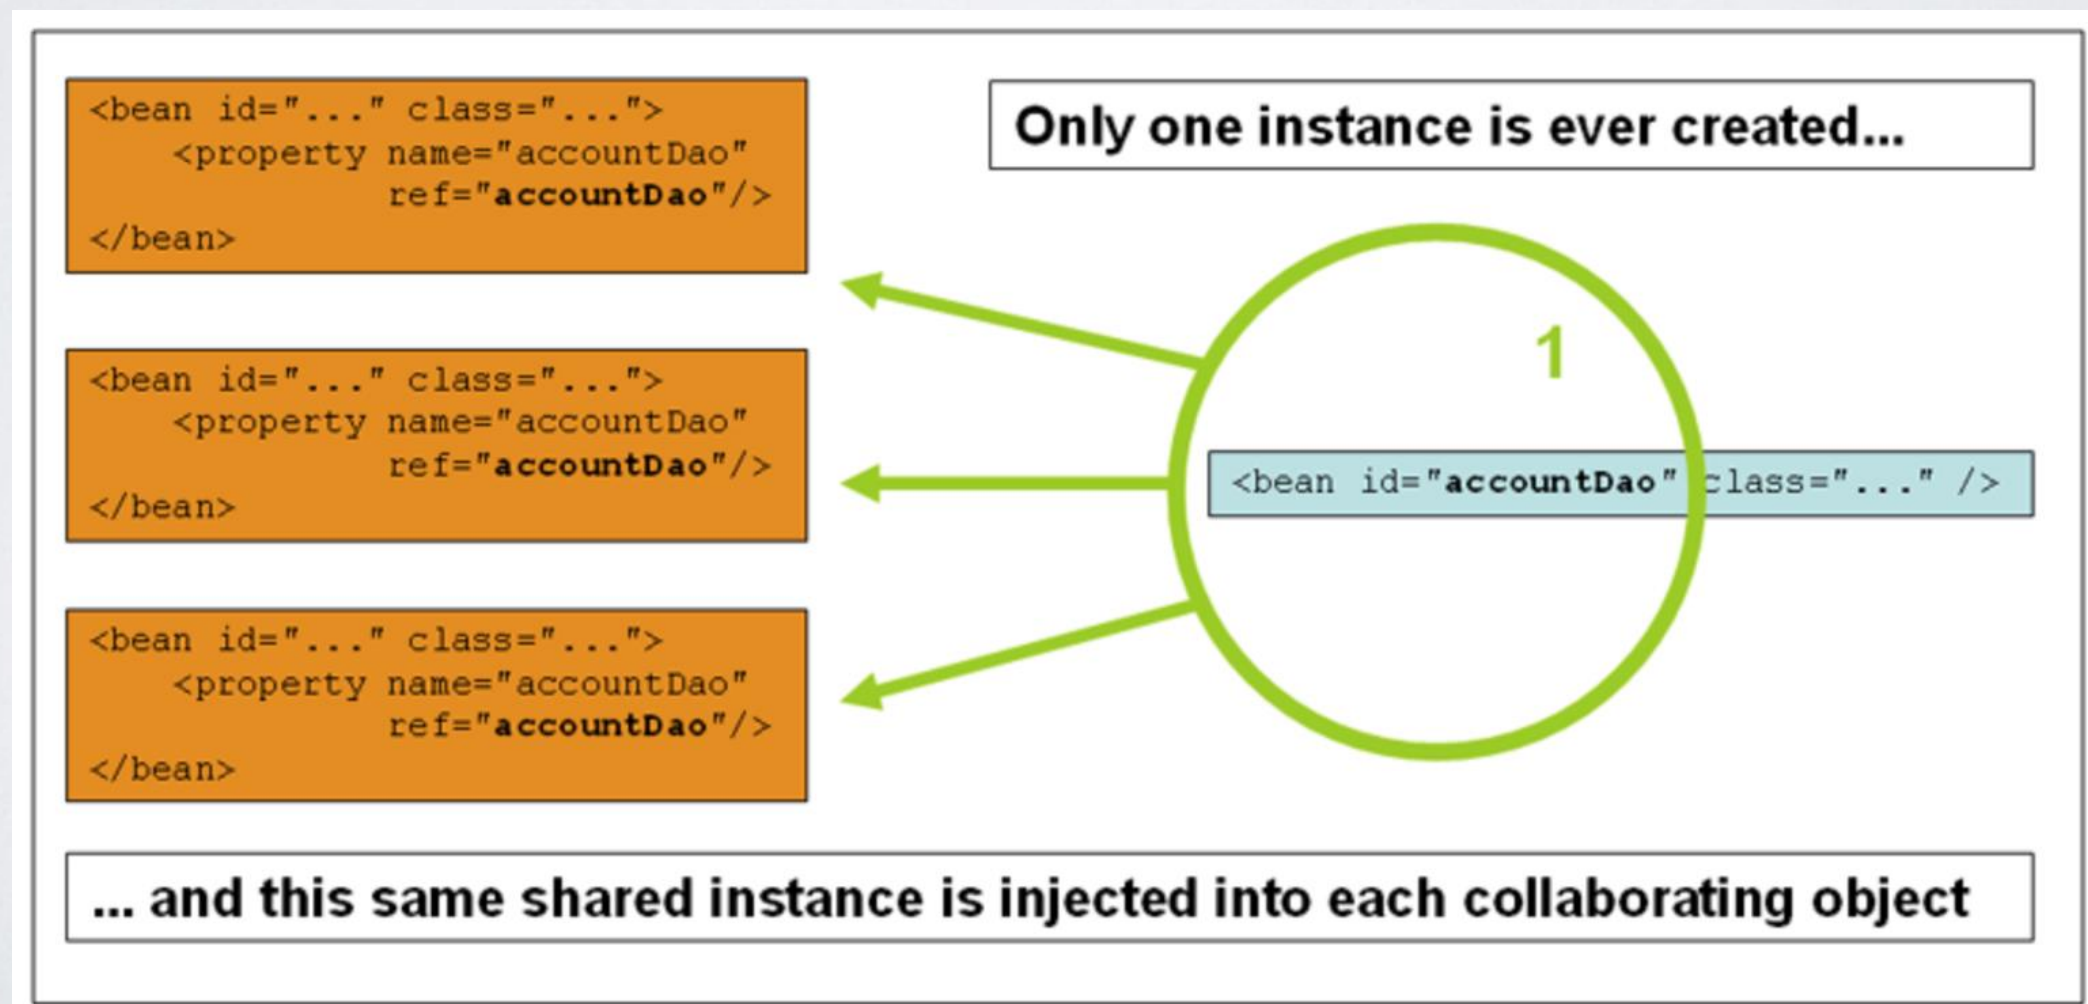 <bean id="..." class="...">
<property name="accountDao"
ref="accountDao"/>
</bean>
Only one instance is ever created...
<bean id="..." class="...">
<property name="accountDao"
ref="accountDao"/>
</bean>
1
<bean id="accountDao" class="..." />
<bean id="..." class="...">
<property name="accountDao"
ref="accountDao"/>
</bean>
... and this same shared instance is injected into each collaborating object